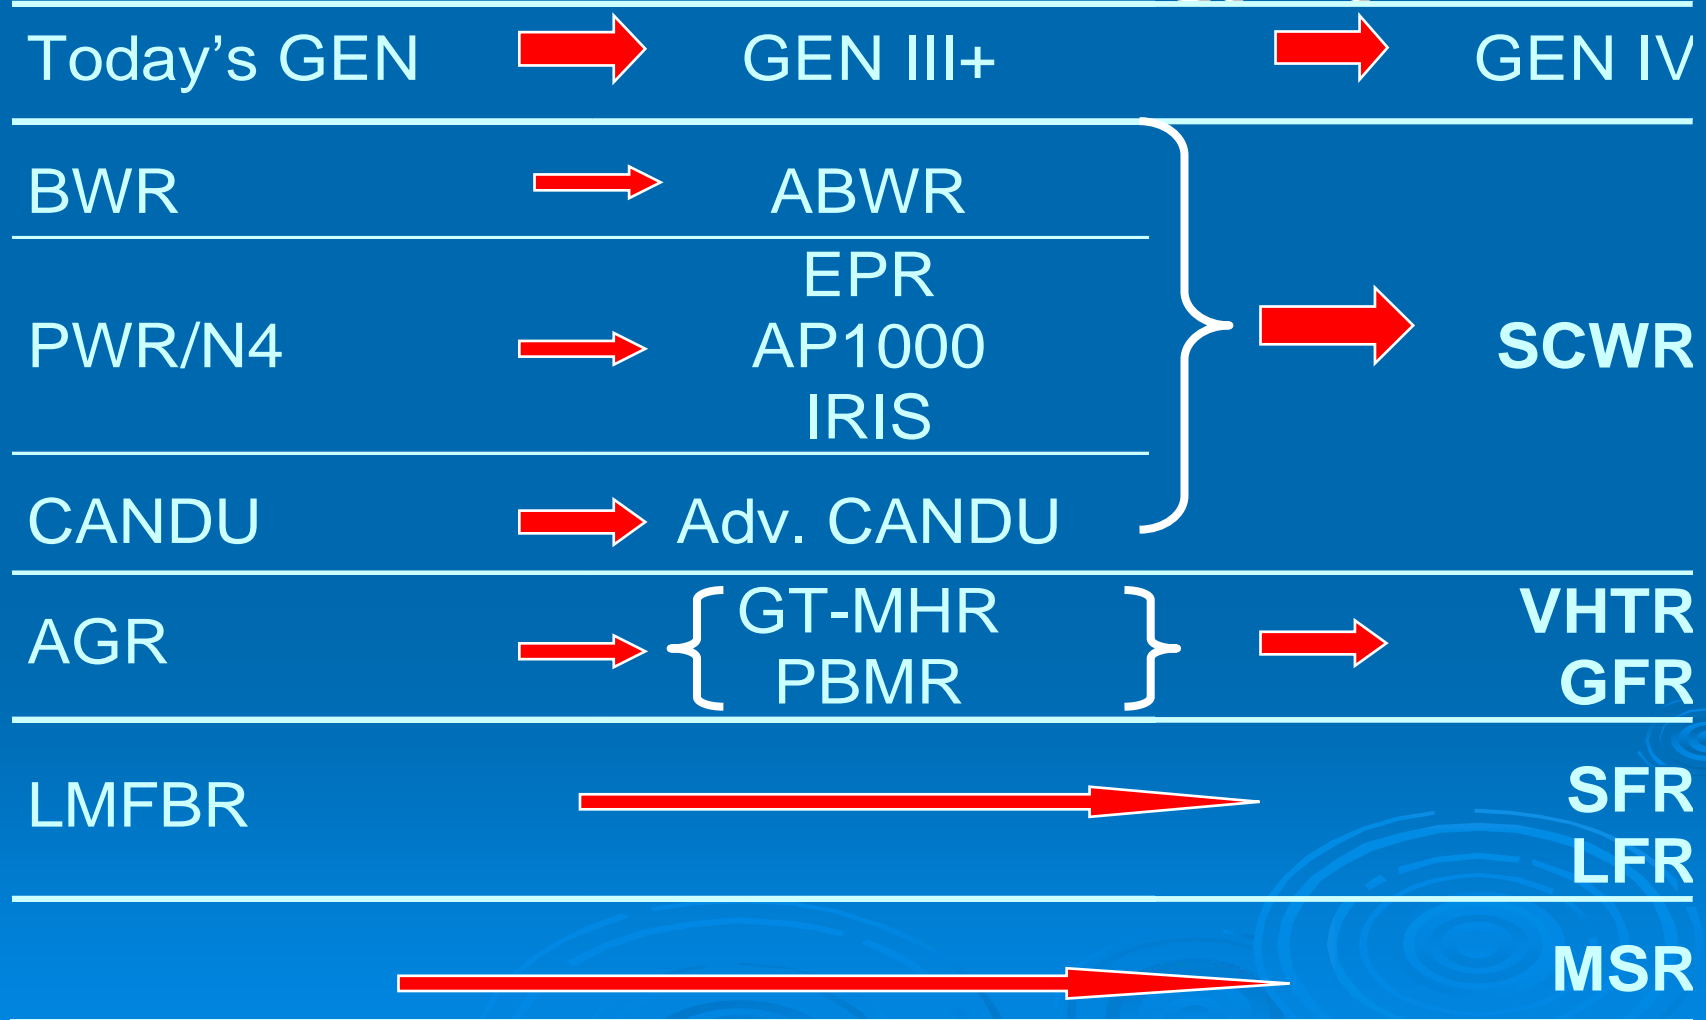 Today's GEN GEN III+ GEN IV
BWR ABWR
EPR
PWR/N4 AP1000 SCWR
IRIS
CANDU Adv. CANDU
AGR GT-MHR VHTR
PBMR GFR
LMFBR SFR
LFR
MSR